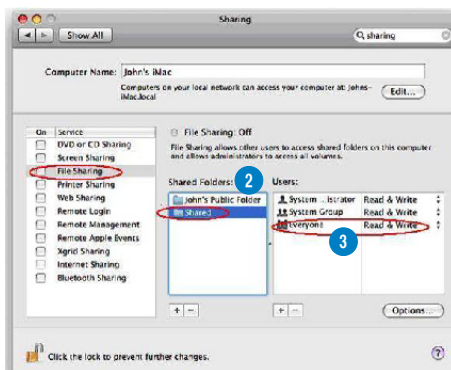 Sharing
Show All
sharing
Computer Name: John's iMac
Computers on your local network can access your computer at: Johns-
iMac.local
Edit...
On Service
DVD or CD Sharing
Screen Sharing
File Sharing
Printer Sharing
Web Sharing
Remote Login
Remote Management
Remote Apple Events
Xgrid Sharing
Internet Sharing
Bluetooth Sharing
File Sharing: Off
File Sharing allows other users to access shared folders on this computer
and allows administrators to access all volumes.
Shared Folders: 2
John's Public Folder
Shared
Users:
System ...istrator Read & Write
System Group Read & Write
Everyone Read & Write
3
+ -
+ -
Options...
Click the lock to prevent further changes.
?